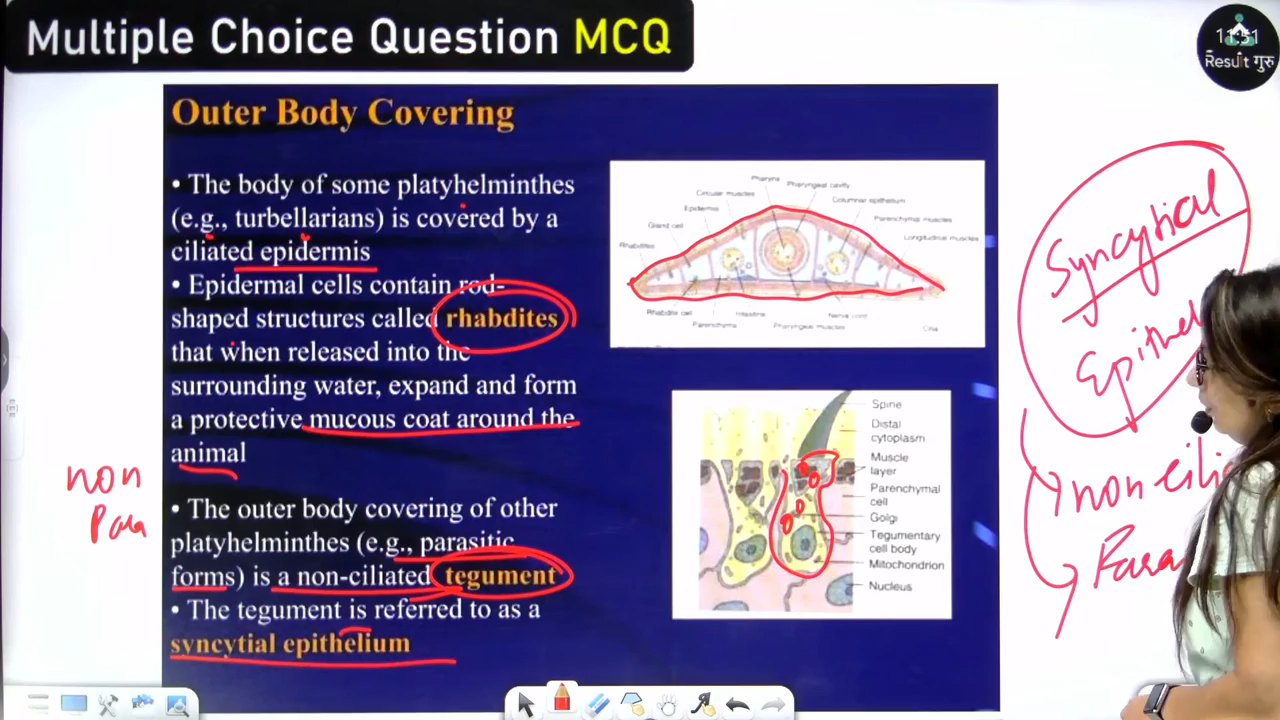 Multiple Choice Question MCQ
11:51
Result गुरु
Outer Body Covering
• The body of some platyhelminthes
(e.g., turbellarians) is covered by a
ciliated epidermis
• Epidermal cells contain rod-
shaped structures called rhabdites
that when released into the
surrounding water, expand and form
a protective mucous coat around the
animal
• The outer body covering of other
platyhelminthes (e.g., parasitic
forms) is a non-ciliated tegument
• The tegument is referred to as a
syncytial epithelium
non
Para
Pharynx
Pharyngeal cavity
Circular muscles
Columnar epithelium
Epidermis
Parenchymal muscles
Gland cell
Longitudinal muscles
Rhabdites
Rhabdite cell
Intestine
Nerve cord
Parenchyma
Pharyngeal muscles
Cilia
Spine
Distal
cytoplasm
Muscle
layer
Parenchymal
cell
Golgi
Tegumentary
cell body
Mitochondrion
Nucleus
Syncytical
Epithel
non cili
Para